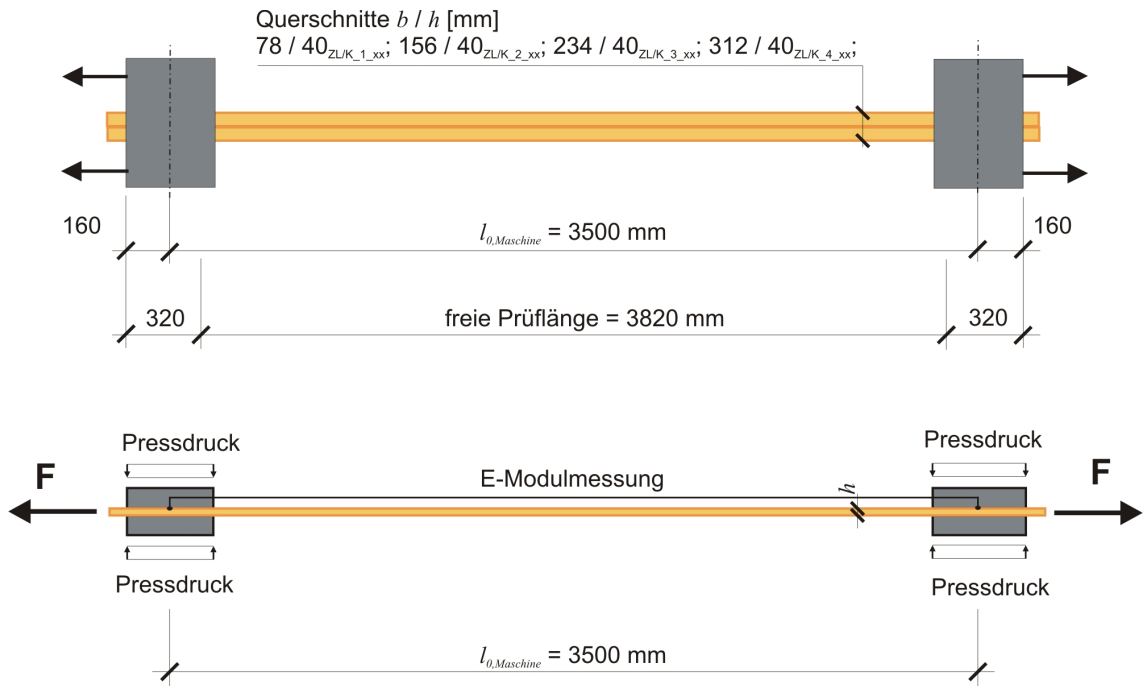 Querschnitte b / h [mm]
78 / 40ZL/K_1_xx; 156 / 40ZL/K_2_xx; 234 / 40ZL/K_3_xx; 312 / 40ZL/K_4_xx;
160
l0,Maschine = 3500 mm
160
320
freie Prüflänge = 3820 mm
320
Pressdruck
Pressdruck
F
E-Modulmessung
h
F
Pressdruck
Pressdruck
l0,Maschine = 3500 mm